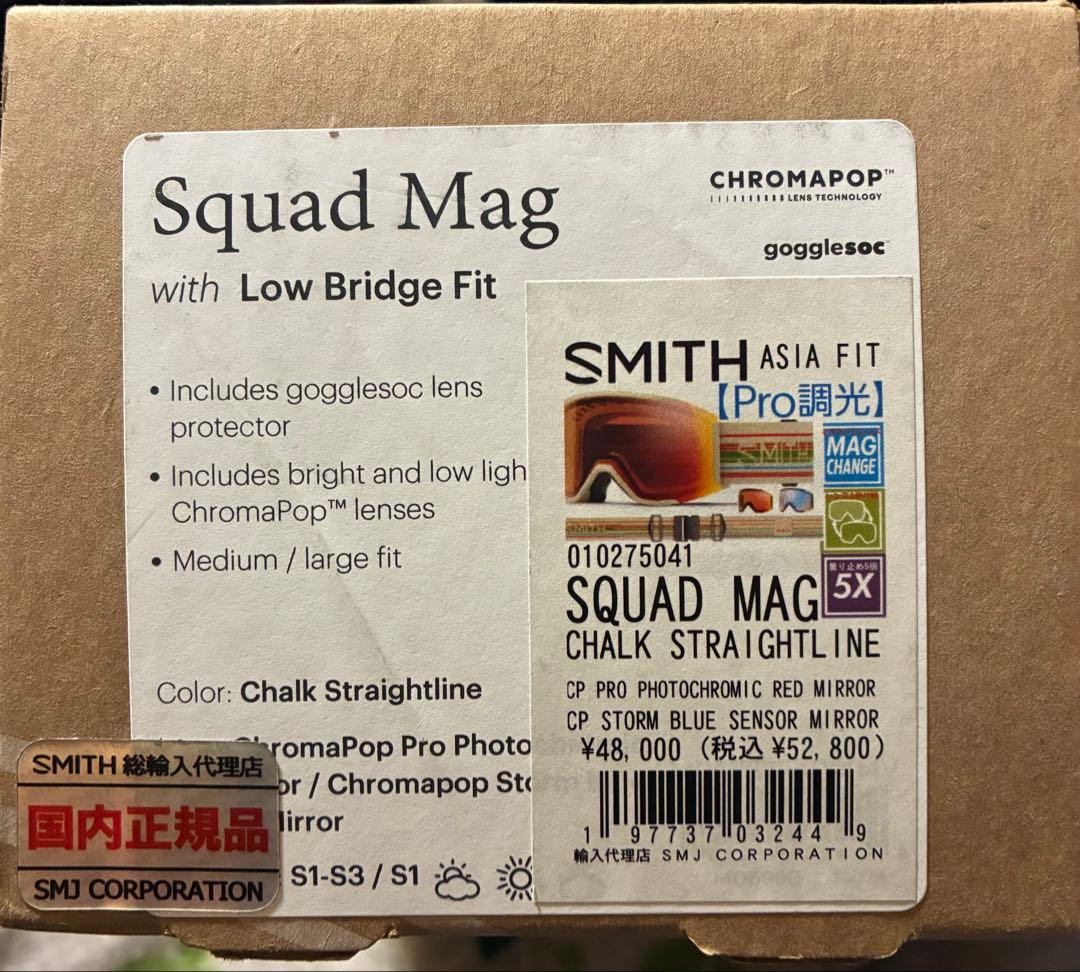 Squad Mag
with Low Bridge Fit
• Includes gogglesoc lens
protector
• Includes bright and low ligh
ChromaPop™ lenses
• Medium / large fit
Color: Chalk Straightline
ChromaPop Pro Photo
or / Chromapop Sto
Mirror
S1-S3 / S1
CHROMAPOP™
LENS TECHNOLOGY
gogglesoc
SMITH ASIA FIT
【Pro調光】
SMITH
MAG
CHANGE
SMITH
曇り止め5倍
5X
010275041
SQUAD MAG
CHALK STRAIGHTLINE
CP PRO PHOTOCHROMIC RED MIRROR
CP STORM BLUE SENSOR MIRROR
¥48,000 (税込¥52,800)
1 97737 03244 9
輸入代理店 SMJ CORPORATION
SMITH 総輸入代理店
国内正規品
SMJ CORPORATION